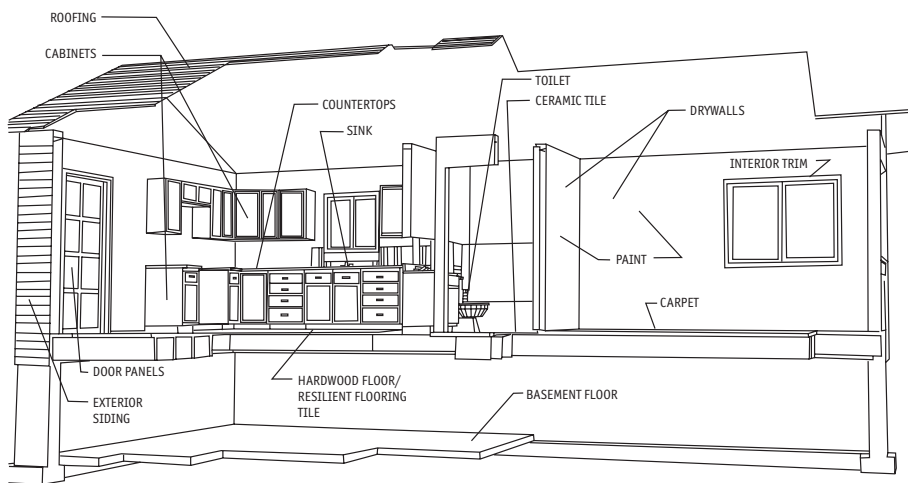 ROOFING
CABINETS
COUNTERTOPS
SINK
TOILET
CERAMIC TILE
DRYWALLS
INTERIOR TRIM
PAINT
CARPET
DOOR PANELS
EXTERIOR
SIDING
HARDWOOD FLOOR/
RESILIENT FLOORING
TILE
BASEMENT FLOOR